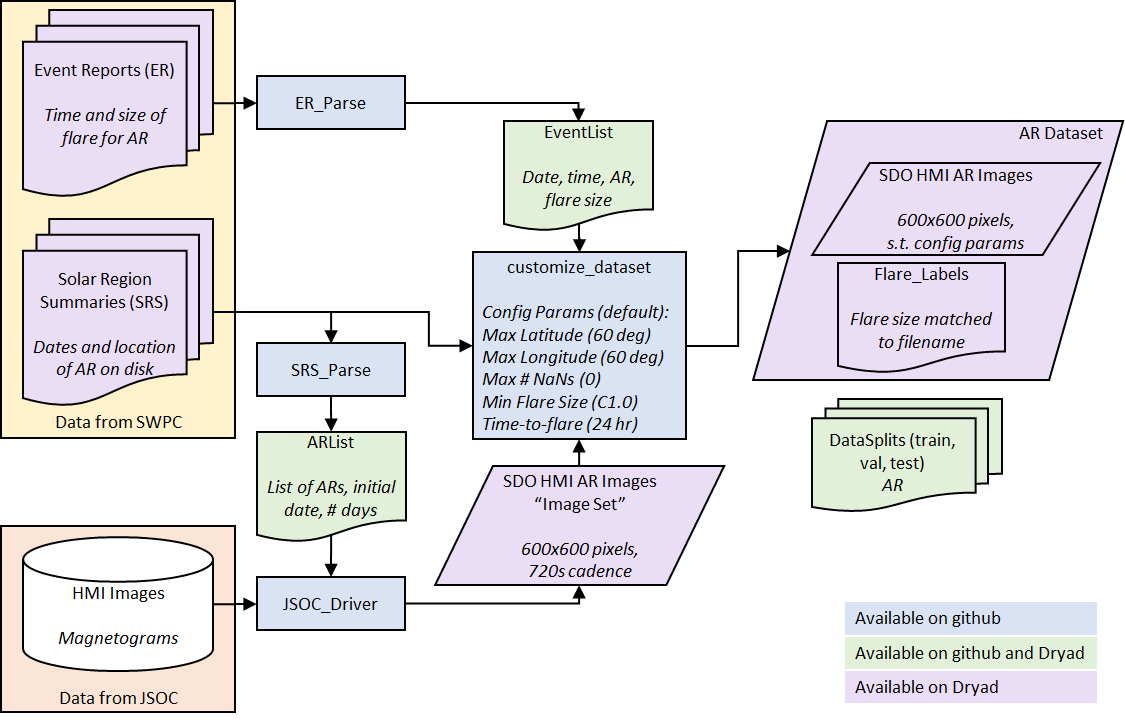 Event Reports (ER)
Time and size of
flare for AR
Solar Region
Summaries (SRS)
Dates and location
of AR on disk
Data from SWPC
HMI Images
Magnetograms
Data from JSOC
ER_Parse
SRS_Parse
ARList
List of ARs, initial
date, # days
JSOC_Driver
EventList
Date, time, AR,
flare size
customize_dataset
Config Params (default):
Max Latitude (60 deg)
Max Longitude (60 deg)
Max # NaNs (0)
Min Flare Size (C1.0)
Time-to-flare (24 hr)
SDO HMI AR Images
“Image Set”
600x600 pixels,
720s cadence
AR Dataset
SDO HMI AR Images
600x600 pixels,
s.t. config params
Flare_Labels
Flare size matched
to filename
DataSplits (train,
val, test)
AR
Available on github
Available on github and Dryad
Available on Dryad